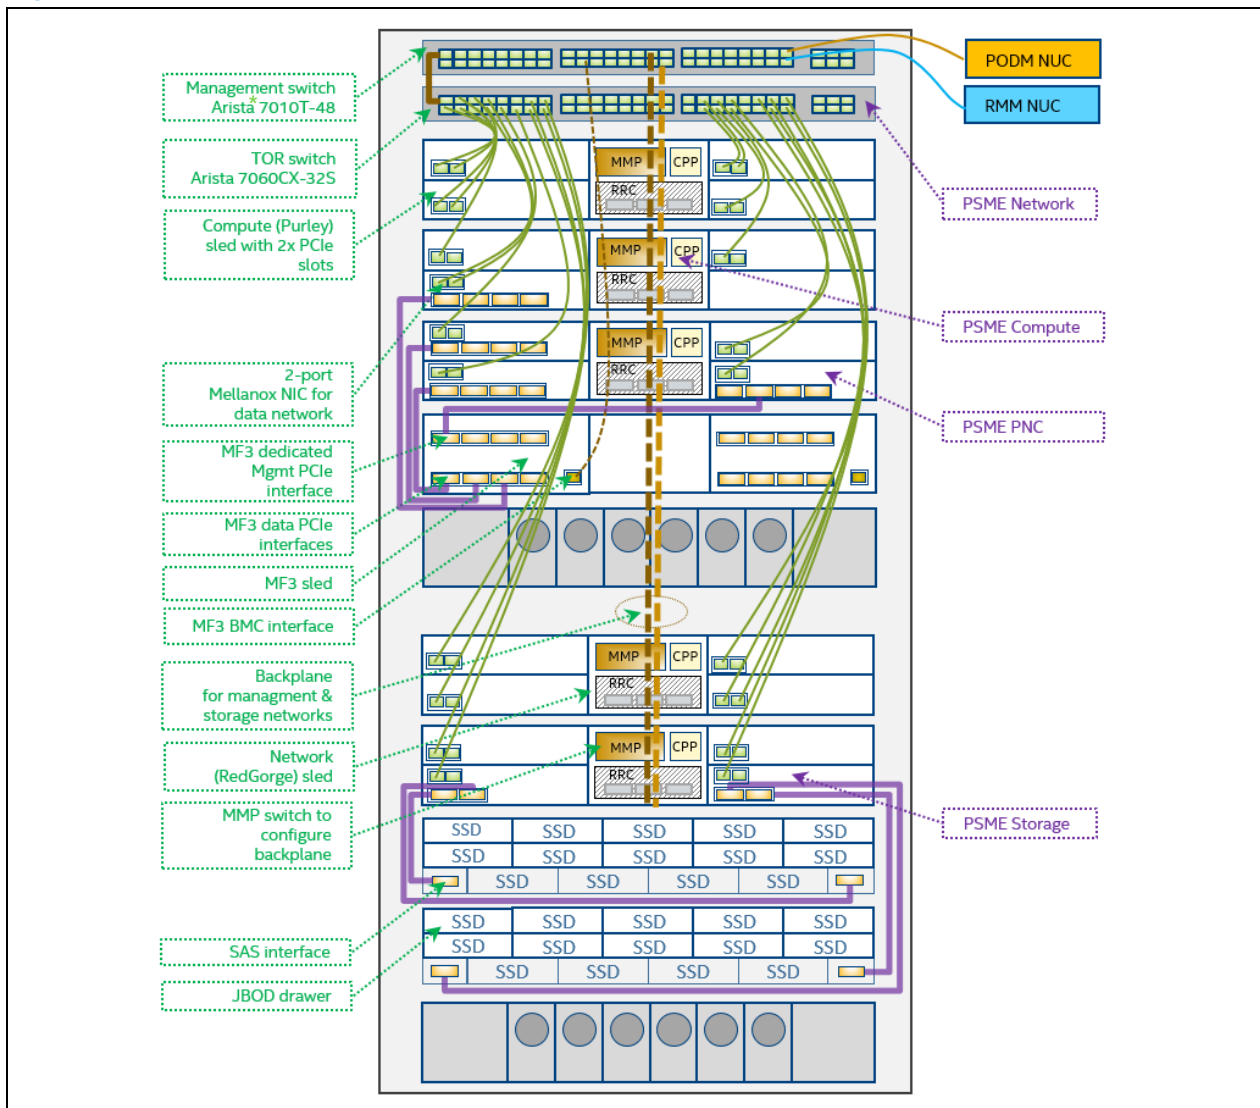 Management switch
Arista* 7010T-48
TOR switch
Arista 7060CX-32S
Compute (Purley)
sled with 2x PCIe
slots
2-port
Mellanox NIC for
data network
MF3 dedicated
Mgmt PCIe
interface
MF3 data PCIe
interfaces
MF3 sled
MF3 BMC interface
Backplane
for managment &
storage networks
Network
(RedGorge) sled
MMP switch to
configure
backplane
SAS interface
JBOD drawer
MMP CPP
RRC
MMP CPP
RRC
MMP CPP
RRC
MMP CPP
RRC
MMP CPP
RRC
SSD SSD SSD SSD SSD
SSD SSD SSD SSD SSD
SSD SSD SSD SSD
SSD SSD SSD SSD SSD
SSD SSD SSD SSD SSD
SSD SSD SSD SSD
PODM NUC
RMM NUC
PSME Network
PSME Compute
PSME PNC
PSME Storage